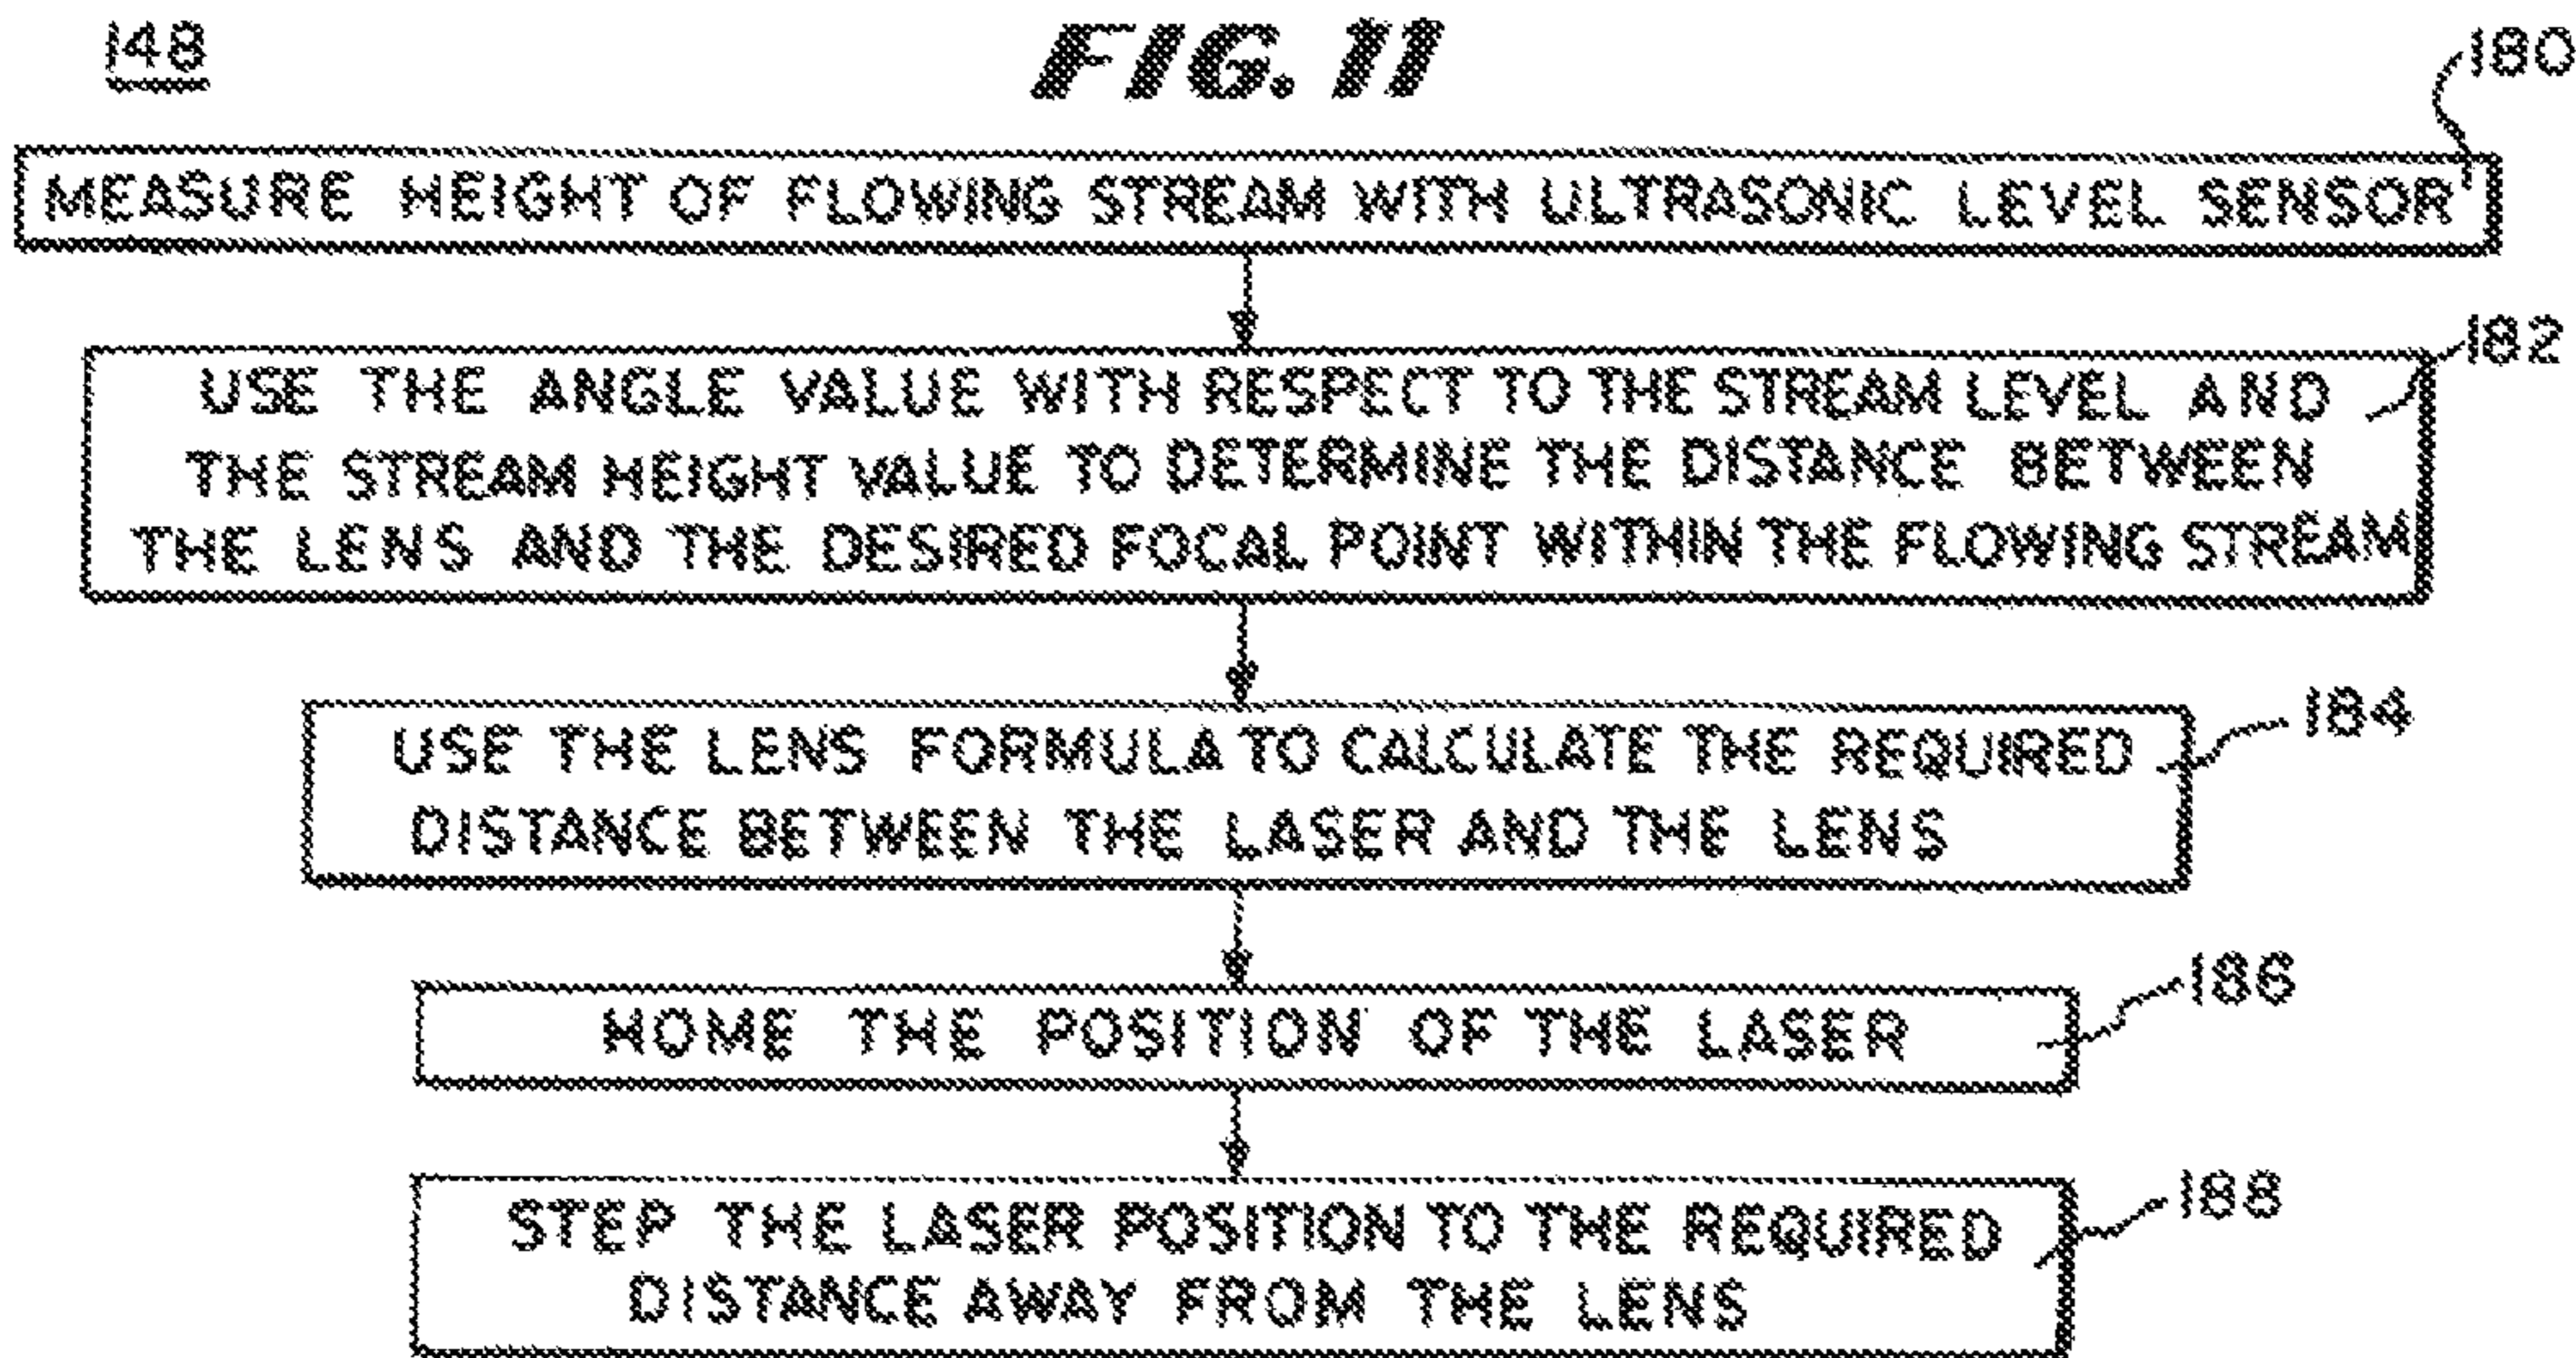 148
FIG. 11
180
MEASURE HEIGHT OF FLOWING STREAM WITH ULTRASONIC LEVEL SENSOR
182
USE THE ANGLE VALUE WITH RESPECT TO THE STREAM LEVEL AND
THE STREAM HEIGHT VALUE TO DETERMINE THE DISTANCE BETWEEN
THE LENS AND THE DESIRED FOCAL POINT WITHIN THE FLOWING STREAM
184
USE THE LENS FORMULA TO CALCULATE THE REQUIRED
DISTANCE BETWEEN THE LASER AND THE LENS
186
HOME THE POSITION OF THE LASER
188
STEP THE LASER POSITION TO THE REQUIRED
DISTANCE AWAY FROM THE LENS